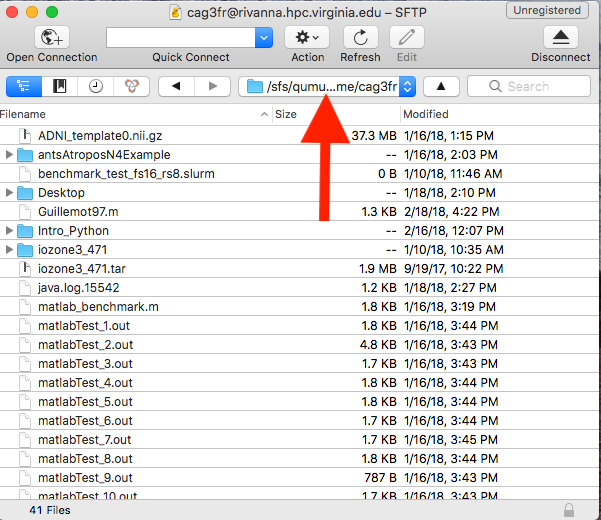 cag3fr@rivanna.hpc.virginia.edu – SFTP
Unregistered
Open Connection Quick Connect Action Refresh Edit Disconnect
/sfs/qumu...me/cag3fr Search
Filename Size Modified
ADNI_template0.nii.gz 37.3 MB 1/16/18, 1:15 PM
antsAtroposN4Example -- 1/16/18, 2:03 PM
benchmark_test_fs16_rs8.slurm 0 B 1/10/18, 11:46 AM
Desktop -- 1/18/18, 2:10 PM
Guillemot97.m 1.3 KB 2/18/18, 4:22 PM
Intro_Python -- 2/16/18, 12:07 PM
iozone3_471 -- 1/10/18, 10:35 AM
iozone3_471.tar 1.9 MB 9/19/17, 10:22 PM
java.log.15542 1.2 KB 1/18/18, 2:27 PM
matlab_benchmark.m 1.8 KB 1/16/18, 3:19 PM
matlabTest_1.out 1.8 KB 1/16/18, 3:44 PM
matlabTest_2.out 4.8 KB 1/16/18, 3:43 PM
matlabTest_3.out 1.7 KB 1/16/18, 3:43 PM
matlabTest_4.out 1.8 KB 1/16/18, 3:44 PM
matlabTest_5.out 1.8 KB 1/16/18, 3:44 PM
matlabTest_6.out 1.7 KB 1/16/18, 3:44 PM
matlabTest_7.out 1.7 KB 1/16/18, 3:45 PM
matlabTest_8.out 1.8 KB 1/16/18, 3:44 PM
matlabTest_9.out 787 B 1/16/18, 3:43 PM
matlabTest_10.out 1.7 KB 1/16/18, 3:43 PM
41 Files